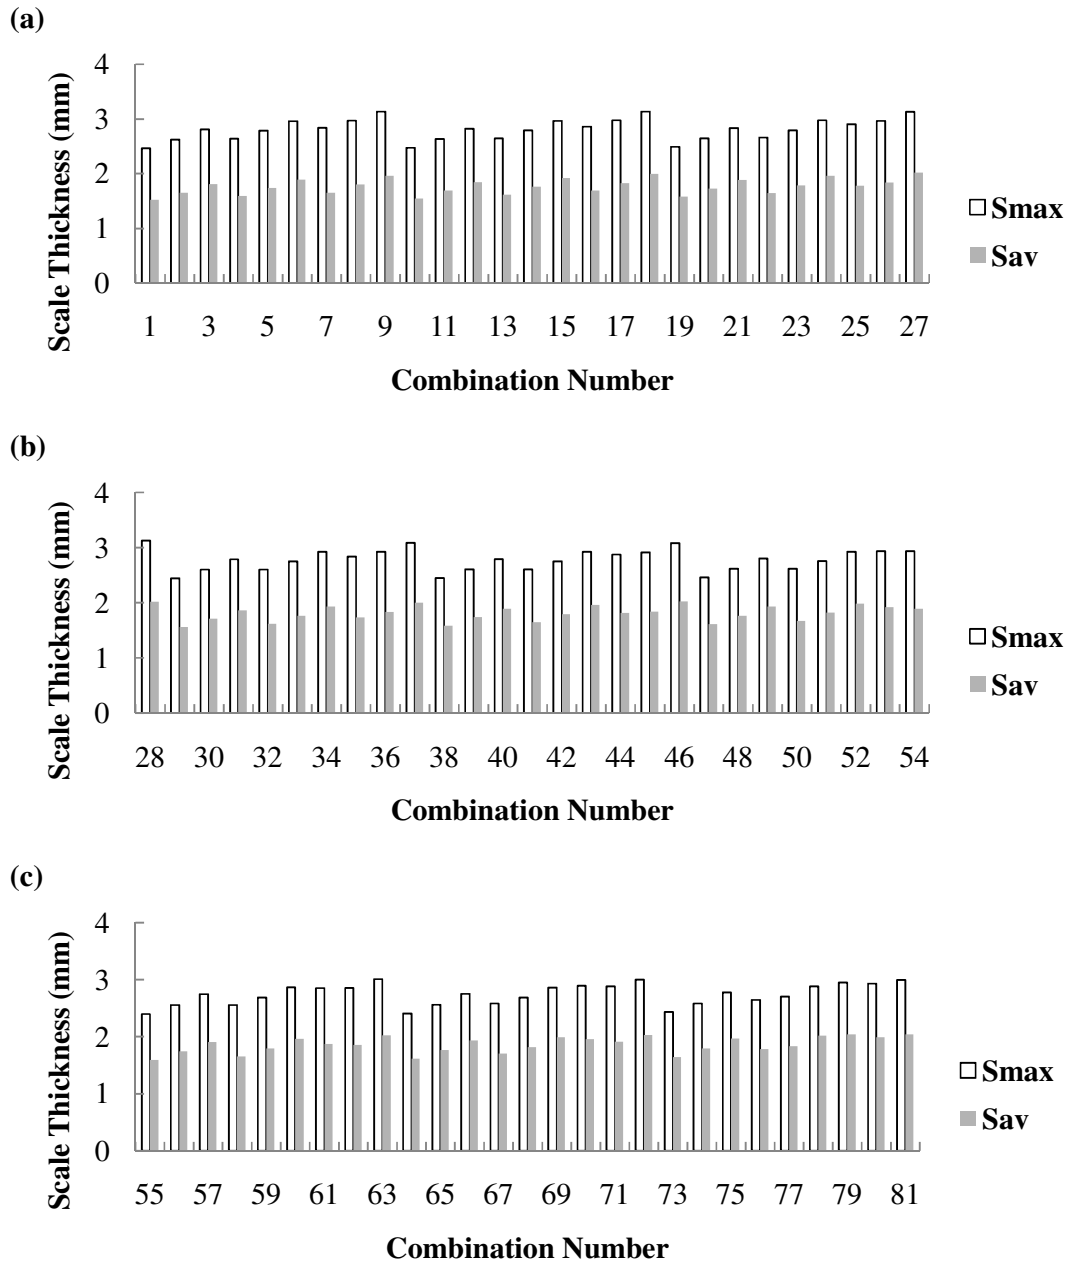 (a)
4
3
2
1
0
Scale Thickness (mm)
1 3 5 7 9 11 13 15 17 19 21 23 25 27
Combination Number
Smax
Sav
(b)
4
3
2
1
0
Scale Thickness (mm)
28 30 32 34 36 38 40 42 44 46 48 50 52 54
Combination Number
Smax
Sav
(c)
4
3
2
1
0
Scale Thickness (mm)
55 57 59 61 63 65 67 69 71 73 75 77 79 81
Combination Number
Smax
Sav